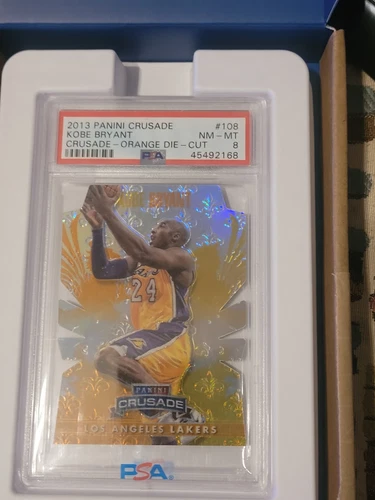 2013 PANINI CRUSADE #108
KOBE BRYANT NM - MT
CRUSADE - ORANGE DIE - CUT 8
PSA 45492168
LAKERS
24
PANINI
CRUSADE
LOS ANGELES LAKERS
PSA